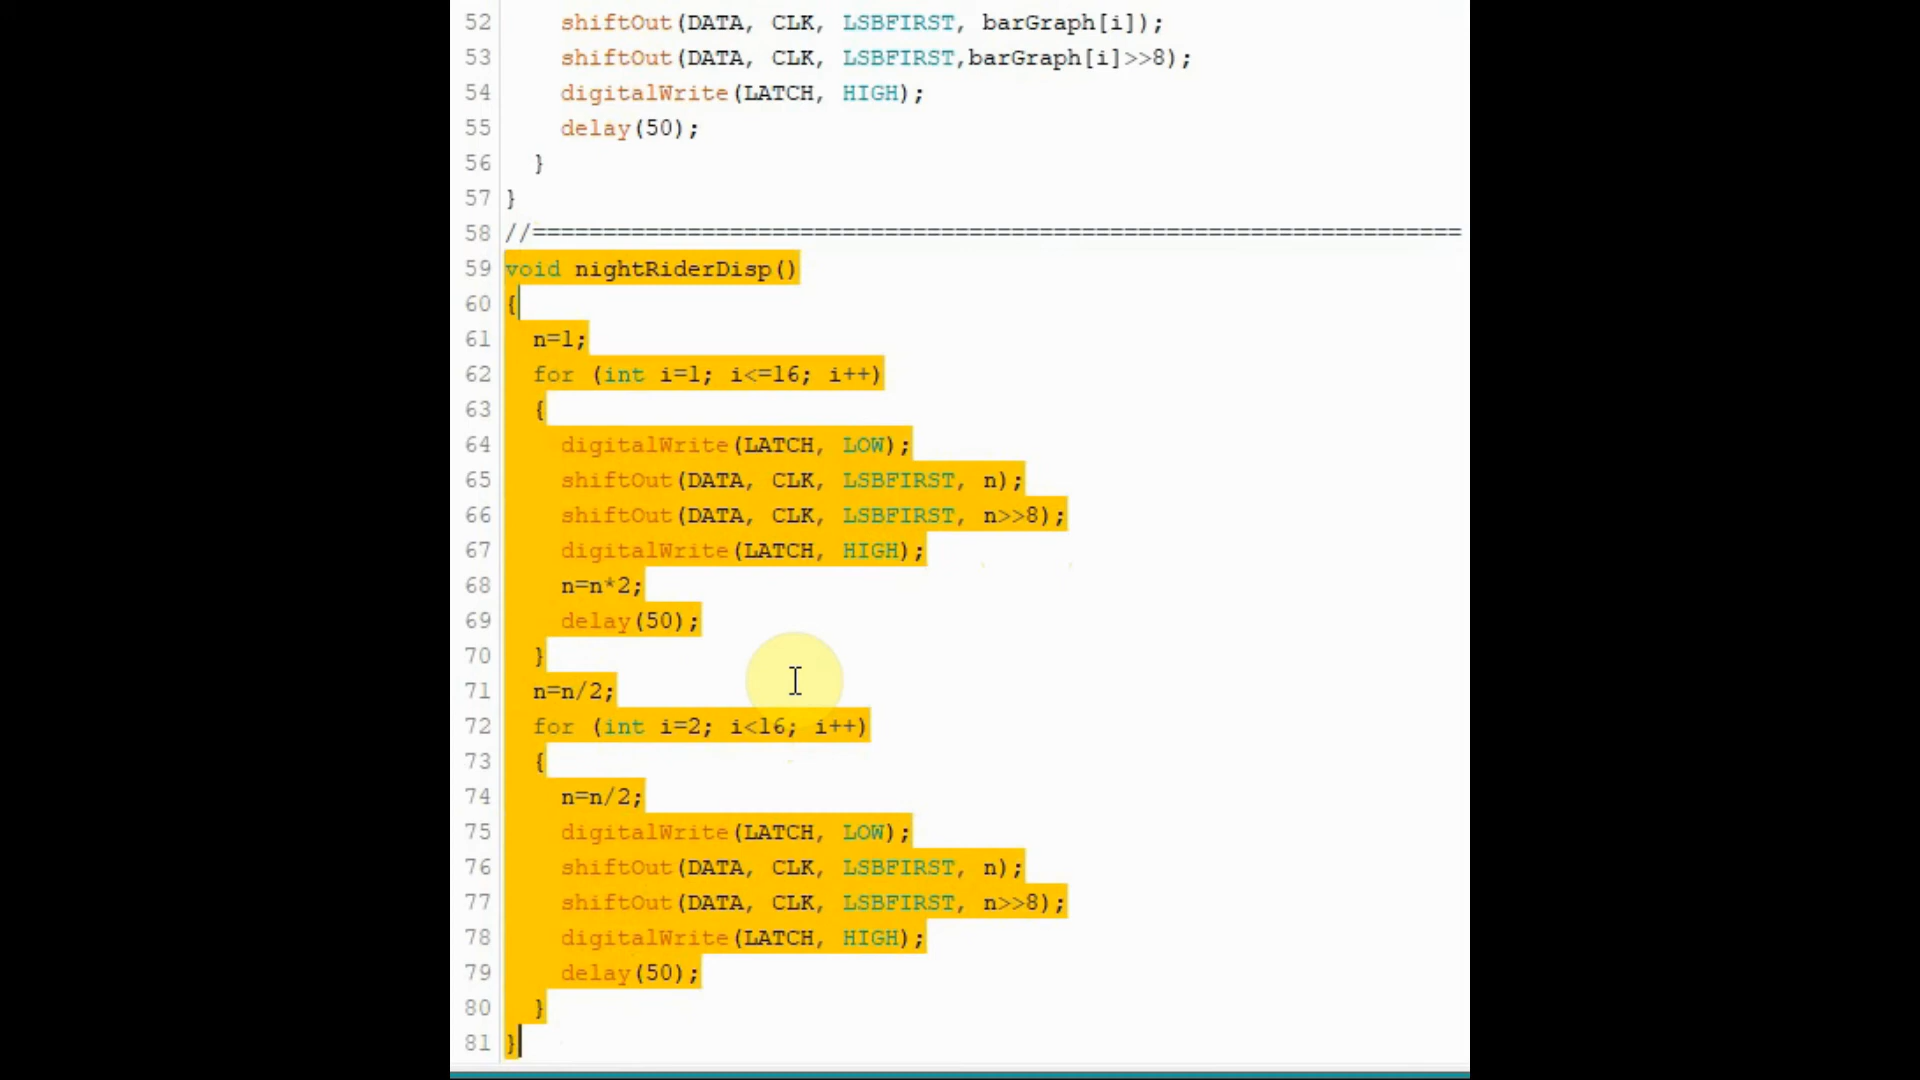 52 shiftOut(DATA, CLK, LSBFIRST, barGraph[i]);
53 shiftOut(DATA, CLK, LSBFIRST,barGraph[i]>>8);
54 digitalWrite(LATCH, HIGH);
55 delay(50);
56 }
57 }
58 //==================================================================
59 void nightRiderDisp()
60 {
61 n=1;
62 for (int i=1; i<=16; i++)
63 {
64 digitalWrite(LATCH, LOW);
65 shiftOut(DATA, CLK, LSBFIRST, n);
66 shiftOut(DATA, CLK, LSBFIRST, n>>8);
67 digitalWrite(LATCH, HIGH);
68 n=n*2;
69 delay(50);
70 }
71 n=n/2;
72 for (int i=2; i<16; i++)
73 {
74 n=n/2;
75 digitalWrite(LATCH, LOW);
76 shiftOut(DATA, CLK, LSBFIRST, n);
77 shiftOut(DATA, CLK, LSBFIRST, n>>8);
78 digitalWrite(LATCH, HIGH);
79 delay(50);
80 }
81 }